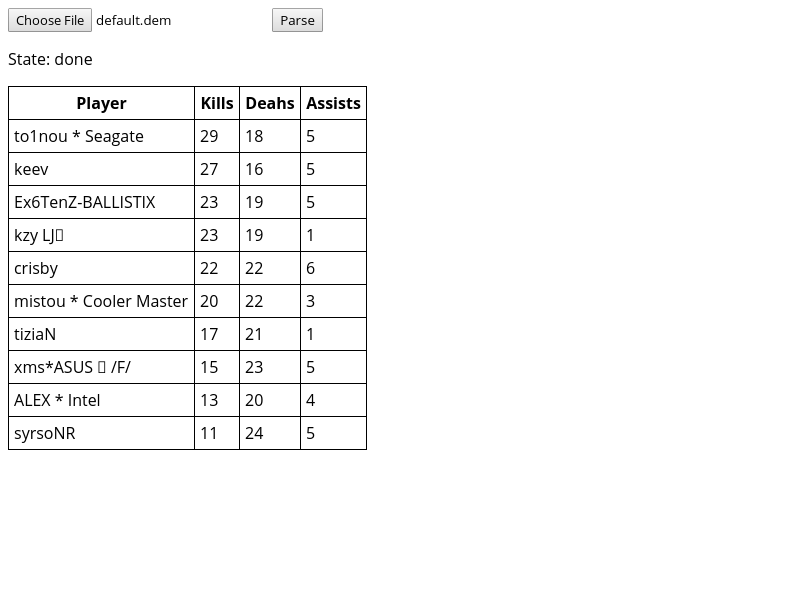 Choose File default.dem Parse
State: done
Player Kills Deahs Assists
to1nou * Seagate 29 18 5
keev 27 16 5
Ex6TenZ-BALLISTIX 23 19 5
kzy LJ▯ 23 19 1
crisby 22 22 6
mistou * Cooler Master 20 22 3
tiziaN 17 21 1
xms*ASUS ▯ /F/ 15 23 5
ALEX * Intel 13 20 4
syrsoNR 11 24 5